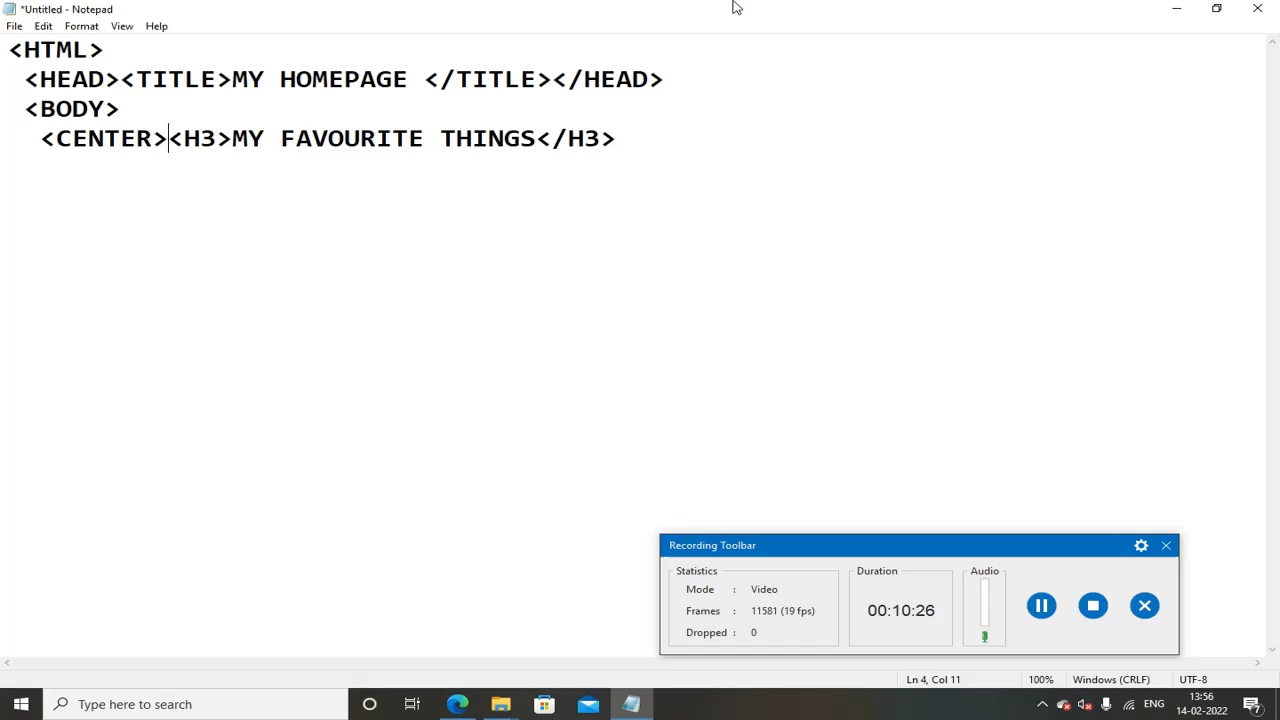 *Untitled - Notepad
File Edit Format View Help
<HTML>
<HEAD><TITLE>MY HOMEPAGE </TITLE></HEAD>
<BODY>
<CENTER><H3>MY FAVOURITE THINGS</H3>
Recording Toolbar
Statistics Duration Audio
Mode : Video
Frames : 11581 (19 fps)
00:10:26
Dropped : 0
Ln 4, Col 11 100% Windows (CRLF) UTF-8
Type here to search
ENG
13:56
14-02-2022
7